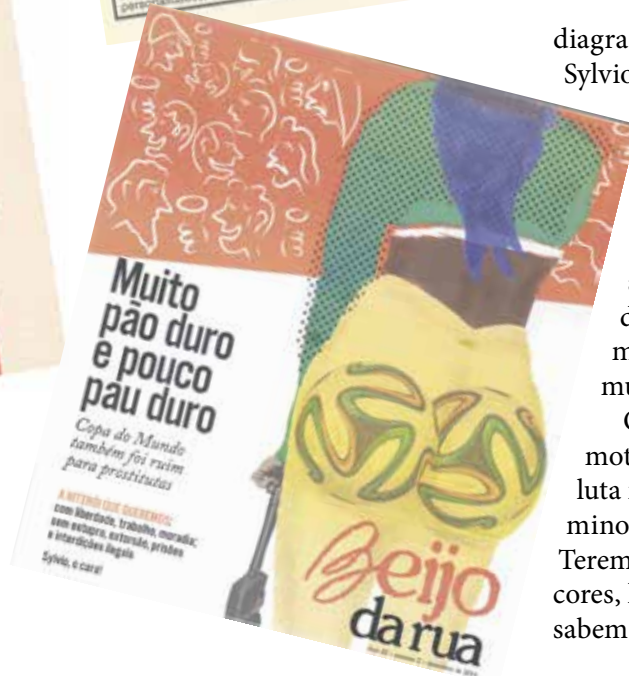 diagra
Sylvio
Muito
pão duro
e pouco
pau duro
Copa do Mundo
também foi ruim
para prostitutas
A NITERÓI QUE QUEREMOS:
com liberdade, trabalho, moradia;
sem estupro, extorsão, prisões
e interdições ilegais
Sylvio, o cara!
Beijo
da rua
d
m
mu
mot
luta
mino
Terem
cores,
sabem